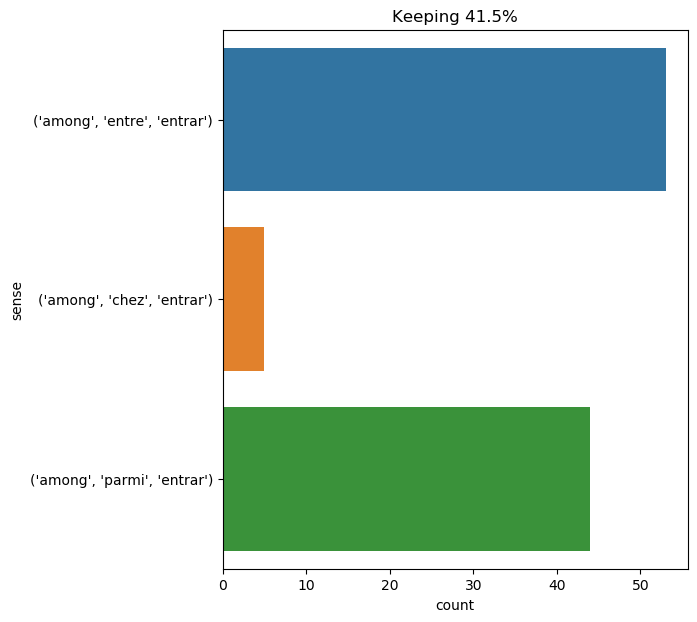 Keeping 41.5%
('among', 'entre', 'entrar')
('among', 'chez', 'entrar')
('among', 'parmi', 'entrar')
sense
0 10 20 30 40 50
count